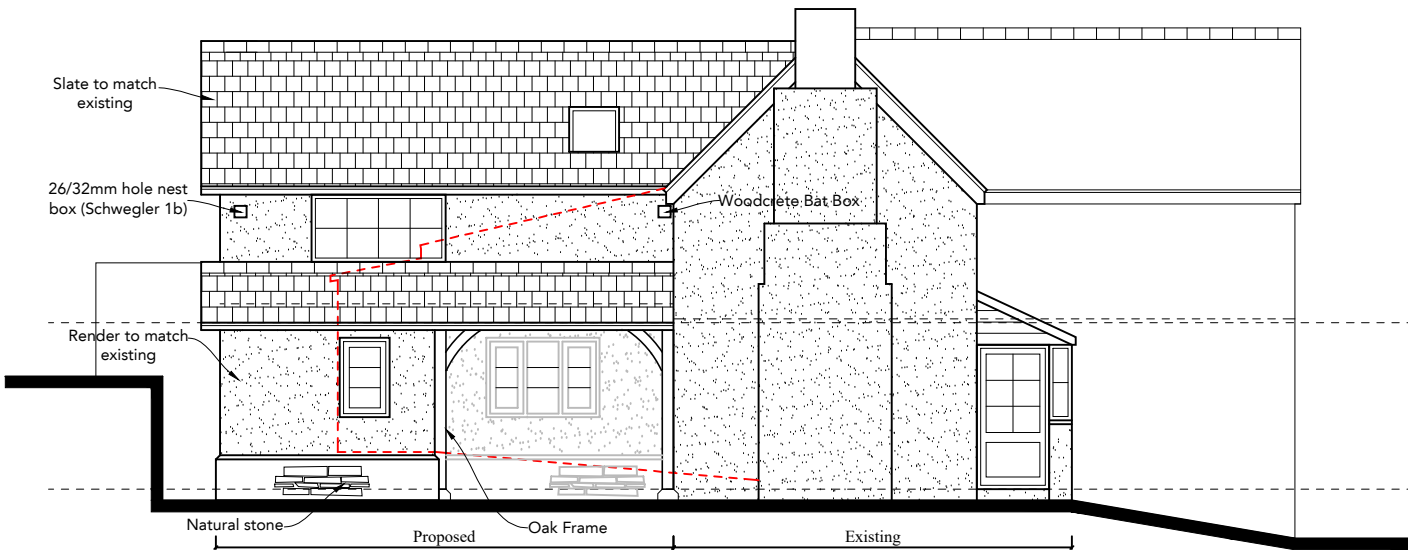 Slate to match
existing
26/32mm hole nest
box (Schwegler 1b)
Woodcrete Bat Box
Render to match
existing
Natural stone
Oak Frame
Proposed
Existing